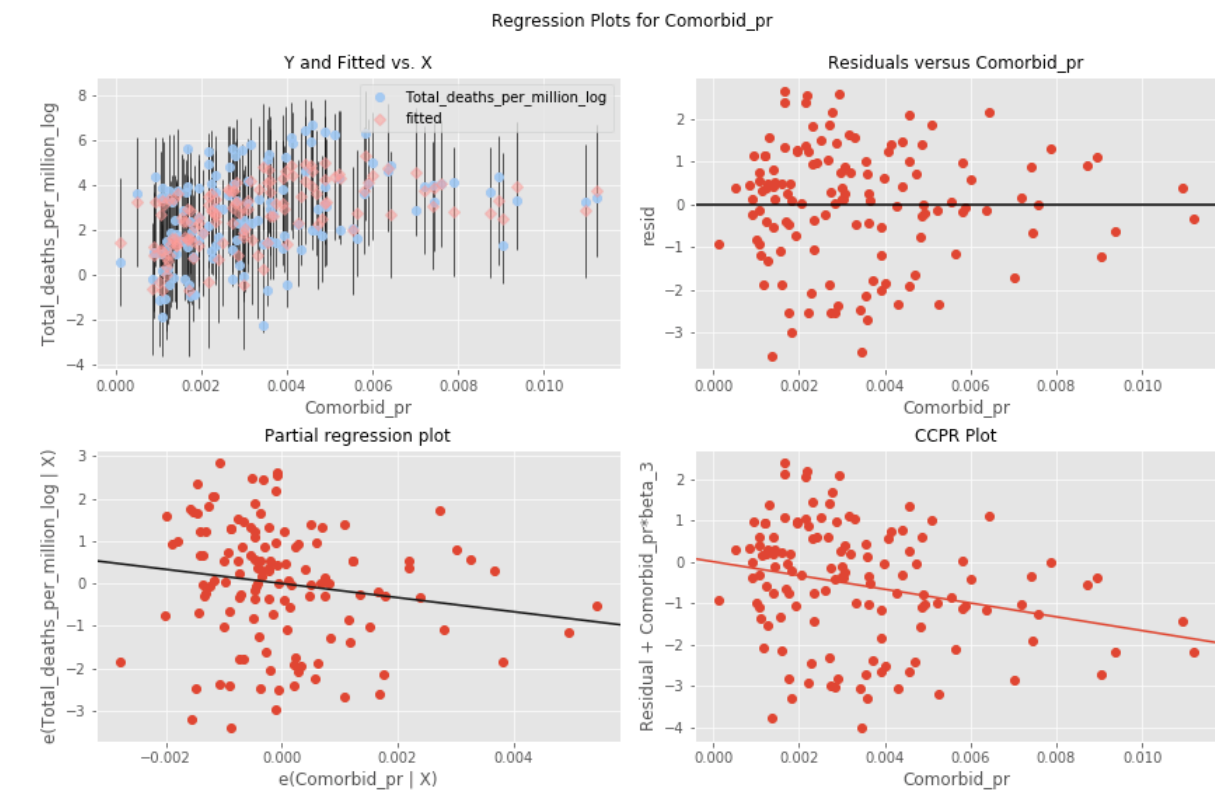 Regression Plots for Comorbid_pr
Y and Fitted vs. X
Total_deaths_per_million_log
fitted
8
6
4
2
0
−2
−4
Total_deaths_per_million_log
0.000 0.002 0.004 0.006 0.008 0.010
Comorbid_pr
Residuals versus Comorbid_pr
2
1
0
−1
−2
−3
resid
0.000 0.002 0.004 0.006 0.008 0.010
Comorbid_pr
Partial regression plot
3
2
1
0
−1
−2
−3
e(Total_deaths_per_million_log | X)
−0.002 0.000 0.002 0.004
e(Comorbid_pr | X)
CCPR Plot
2
1
0
−1
−2
−3
−4
Residual + Comorbid_pr*beta_3
0.000 0.002 0.004 0.006 0.008 0.010
Comorbid_pr